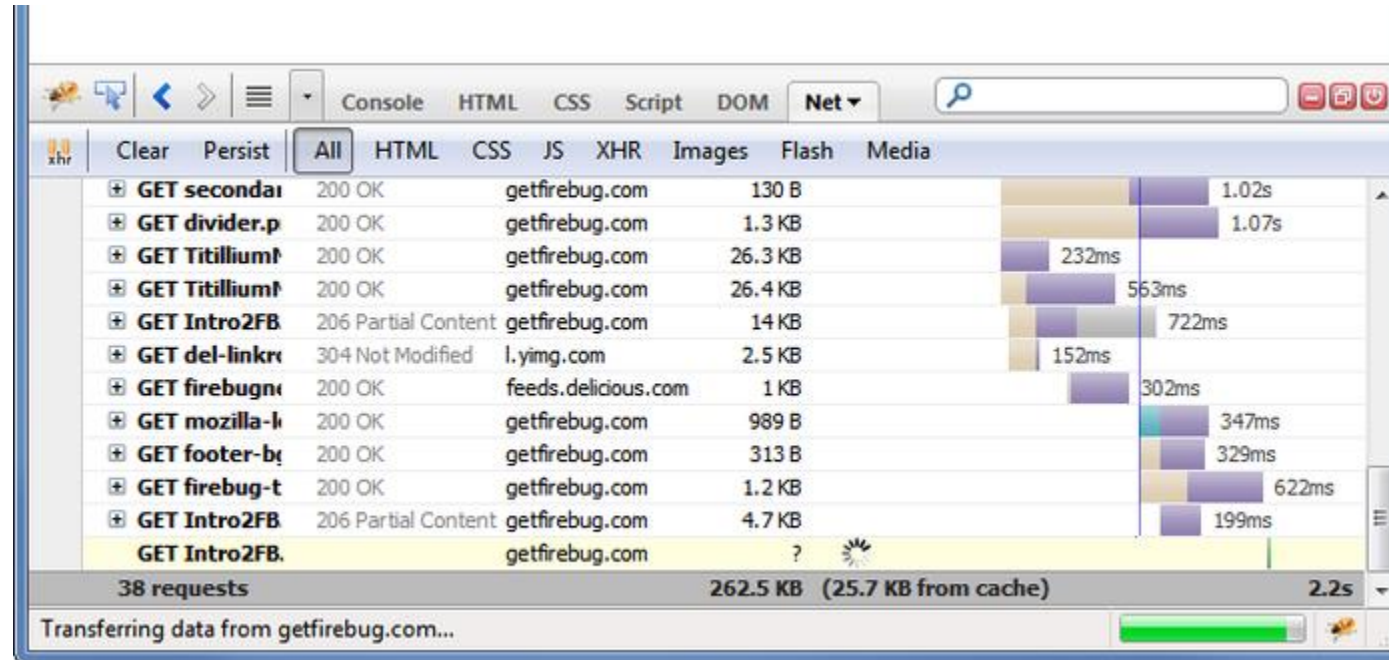 Console HTML CSS Script DOM Net
xhr Clear Persist All HTML CSS JS XHR Images Flash Media
GET secondar 200 OK getfirebug.com 130 B 1.02s
GET divider.p 200 OK getfirebug.com 1.3 KB 1.07s
GET Titillium 200 OK getfirebug.com 26.3 KB 232ms
GET Titillium 200 OK getfirebug.com 26.4 KB 563ms
GET Intro2FB. 206 Partial Content getfirebug.com 14 KB 722ms
GET del-linkr 304 Not Modified l.yimg.com 2.5 KB 152ms
GET firebugn 200 OK feeds.delicious.com 1 KB 302ms
GET mozilla-l 200 OK getfirebug.com 989 B 347ms
GET footer-b 200 OK getfirebug.com 313 B 329ms
GET firebug-t 200 OK getfirebug.com 1.2 KB 622ms
GET Intro2FB. 206 Partial Content getfirebug.com 4.7 KB 199ms
GET Intro2FB. getfirebug.com ?
38 requests 262.5 KB (25.7 KB from cache) 2.2s
Transferring data from getfirebug.com...